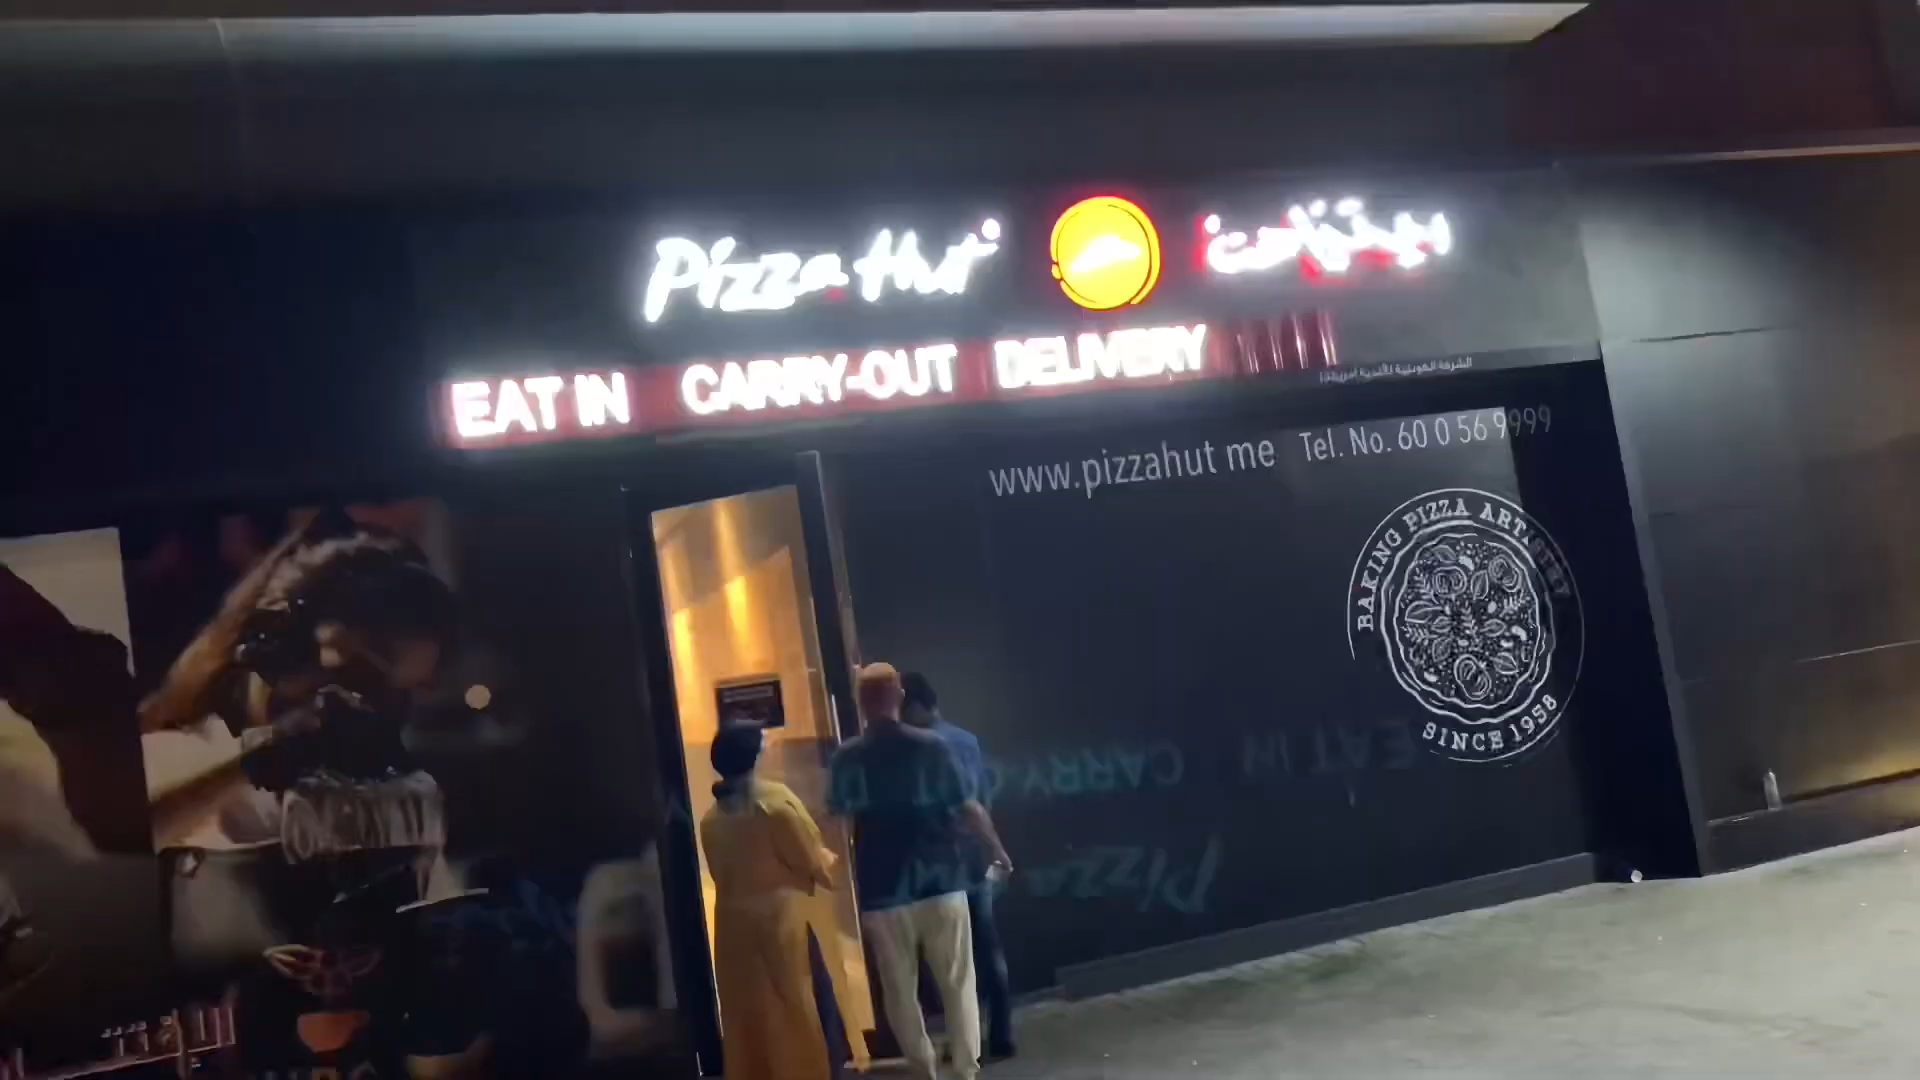 Pizza Hut بيتزاهت
EAT IN CARRY-OUT DELIVERY
www.pizzahut me Tel. No. 60 0 56 9999
BAKING PIZZA ARTISTRY
SINCE 1958